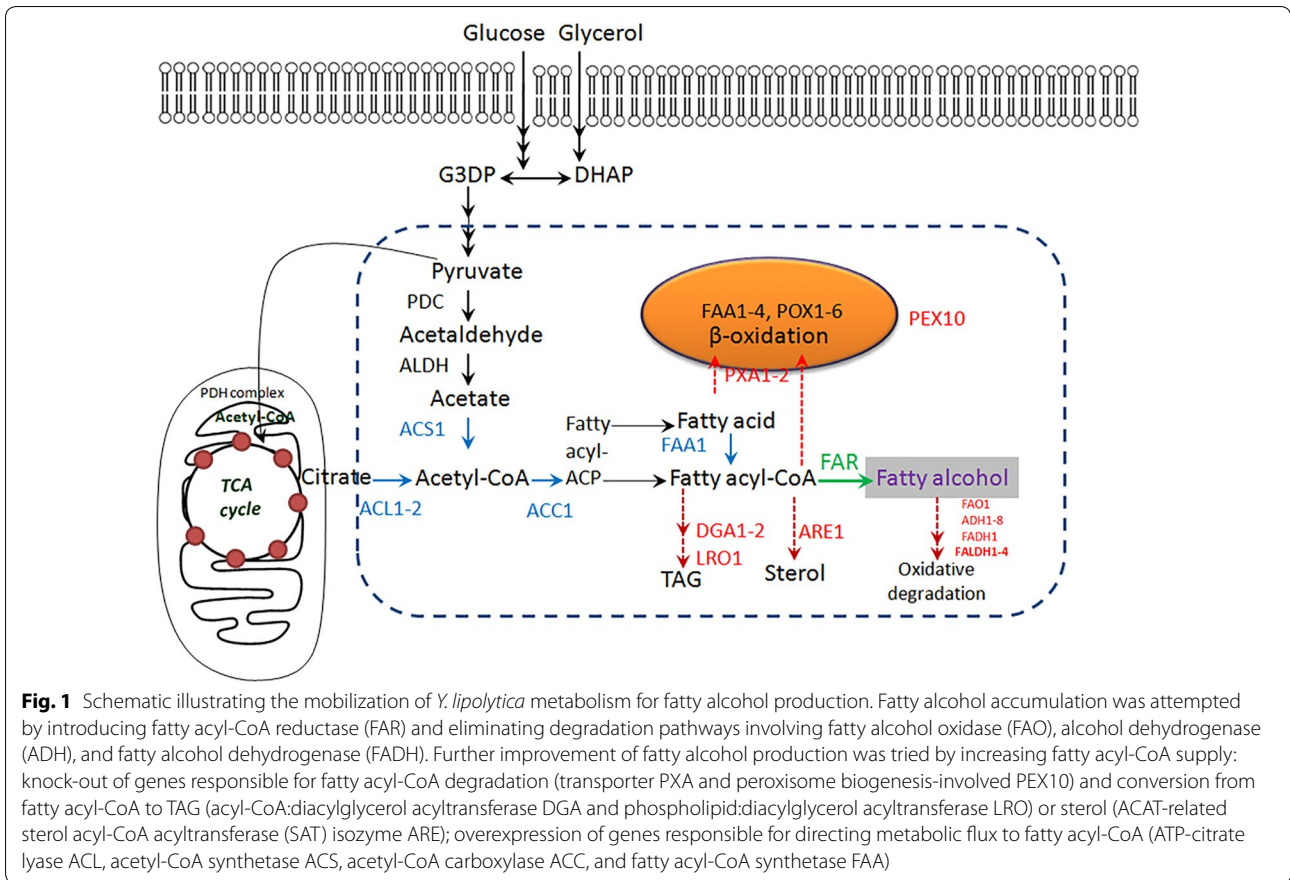 Glucose Glycerol
G3DP DHAP
Pyruvate
PDC
Acetaldehyde
ALDH
Acetate
ACS1
FAA1-4, POX1-6
β-oxidation
PEX10
PXA1-2
PDH complex
Acetyl-CoA
TCA
cycle
Citrate
ACL1-2
Acetyl-CoA
ACC1
Fatty
acyl-
ACP
Fatty acid
FAA1
Fatty acyl-CoA
FAR
Fatty alcohol
DGA1-2
LRO1
TAG
ARE1
Sterol
FAO1
ADH1-8
FADH1
FALDH1-4
Oxidative
degradation
Fig. 1 Schematic illustrating the mobilization of Y. lipolytica metabolism for fatty alcohol production. Fatty alcohol accumulation was attempted
by introducing fatty acyl-CoA reductase (FAR) and eliminating degradation pathways involving fatty alcohol oxidase (FAO), alcohol dehydrogenase
(ADH), and fatty alcohol dehydrogenase (FADH). Further improvement of fatty alcohol production was tried by increasing fatty acyl-CoA supply:
knock-out of genes responsible for fatty acyl-CoA degradation (transporter PXA and peroxisome biogenesis-involved PEX10) and conversion from
fatty acyl-CoA to TAG (acyl-CoA:diacylglycerol acyltransferase DGA and phospholipid:diacylglycerol acyltransferase LRO) or sterol (ACAT-related
sterol acyl-CoA acyltransferase (SAT) isozyme ARE); overexpression of genes responsible for directing metabolic flux to fatty acyl-CoA (ATP-citrate
lyase ACL, acetyl-CoA synthetase ACS, acetyl-CoA carboxylase ACC, and fatty acyl-CoA synthetase FAA)